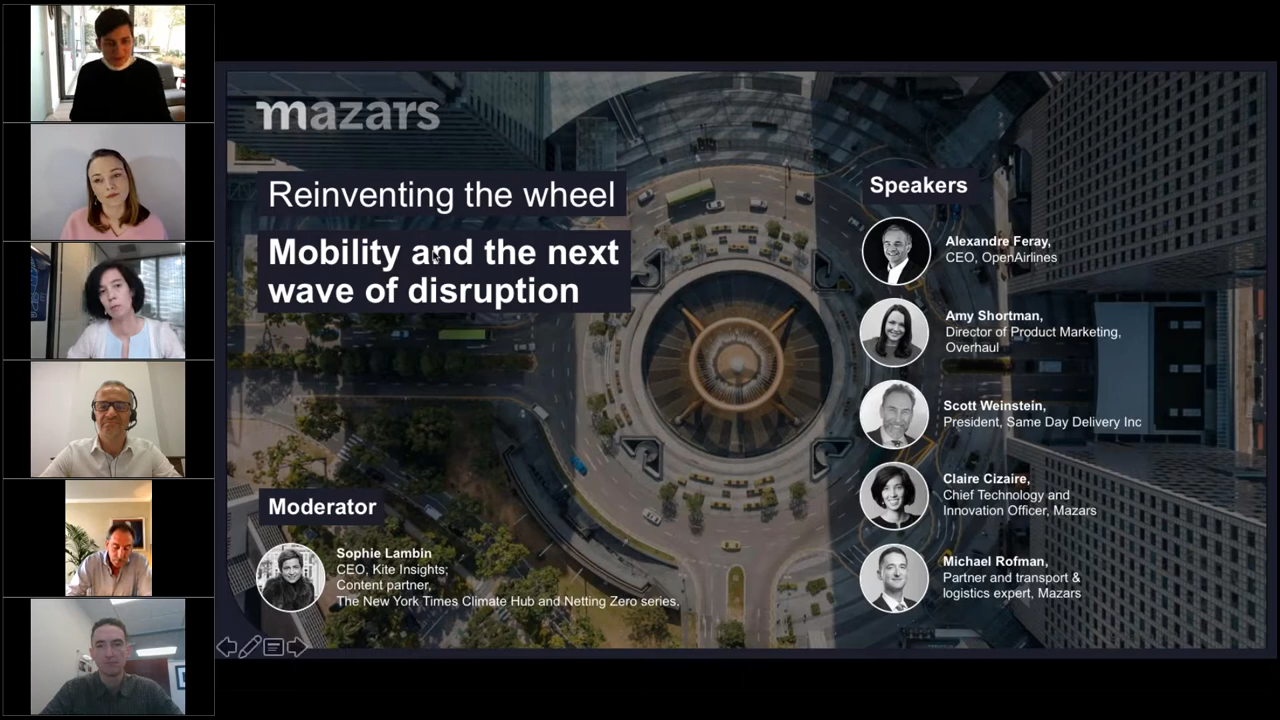 mazars
Reinventing the wheel
Mobility and the next
wave of disruption
Moderator
Sophie Lambin
CEO, Kite Insights;
Content partner,
The New York Times Climate Hub and Netting Zero series.
Speakers
Alexandre Feray,
CEO, OpenAirlines
Amy Shortman,
Director of Product Marketing,
Overhaul
Scott Weinstein,
President, Same Day Delivery Inc
Claire Cizaire,
Chief Technology and
Innovation Officer, Mazars
Michael Rofman,
Partner and transport &
logistics expert, Mazars